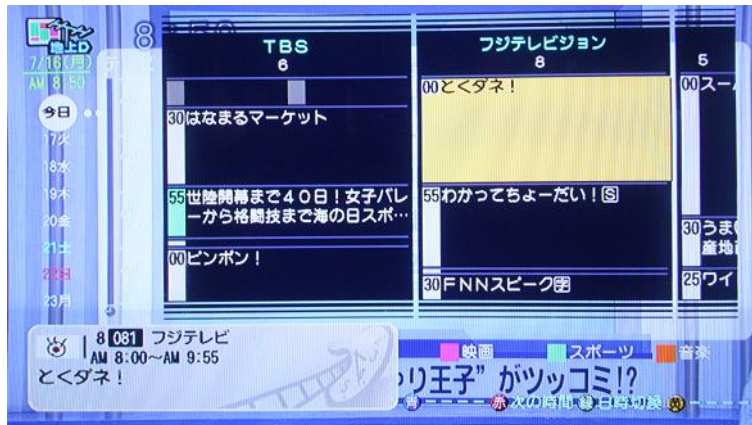 地上D
7/16(月)
AM 8:50
今日
17火
18水
19木
20金
21土
22日
23月
TBS
6
30はなまるマーケット
55世陸開幕まで40日！女子バレ
ーから格闘技まで海の日スポ…
00ピンポン！
フジテレビジョン
8
00とくダネ！
55わかってちょーだい！S
30FNNスピーク字
5
00スー
30うま
産地
25ワイ
8 081 フジテレビ
AM 8:00～AM 9:55
とくダネ！
映画 スポーツ 音楽
り王子”がツッコミ!?
青 赤 次の時間 緑 日時切換 黄